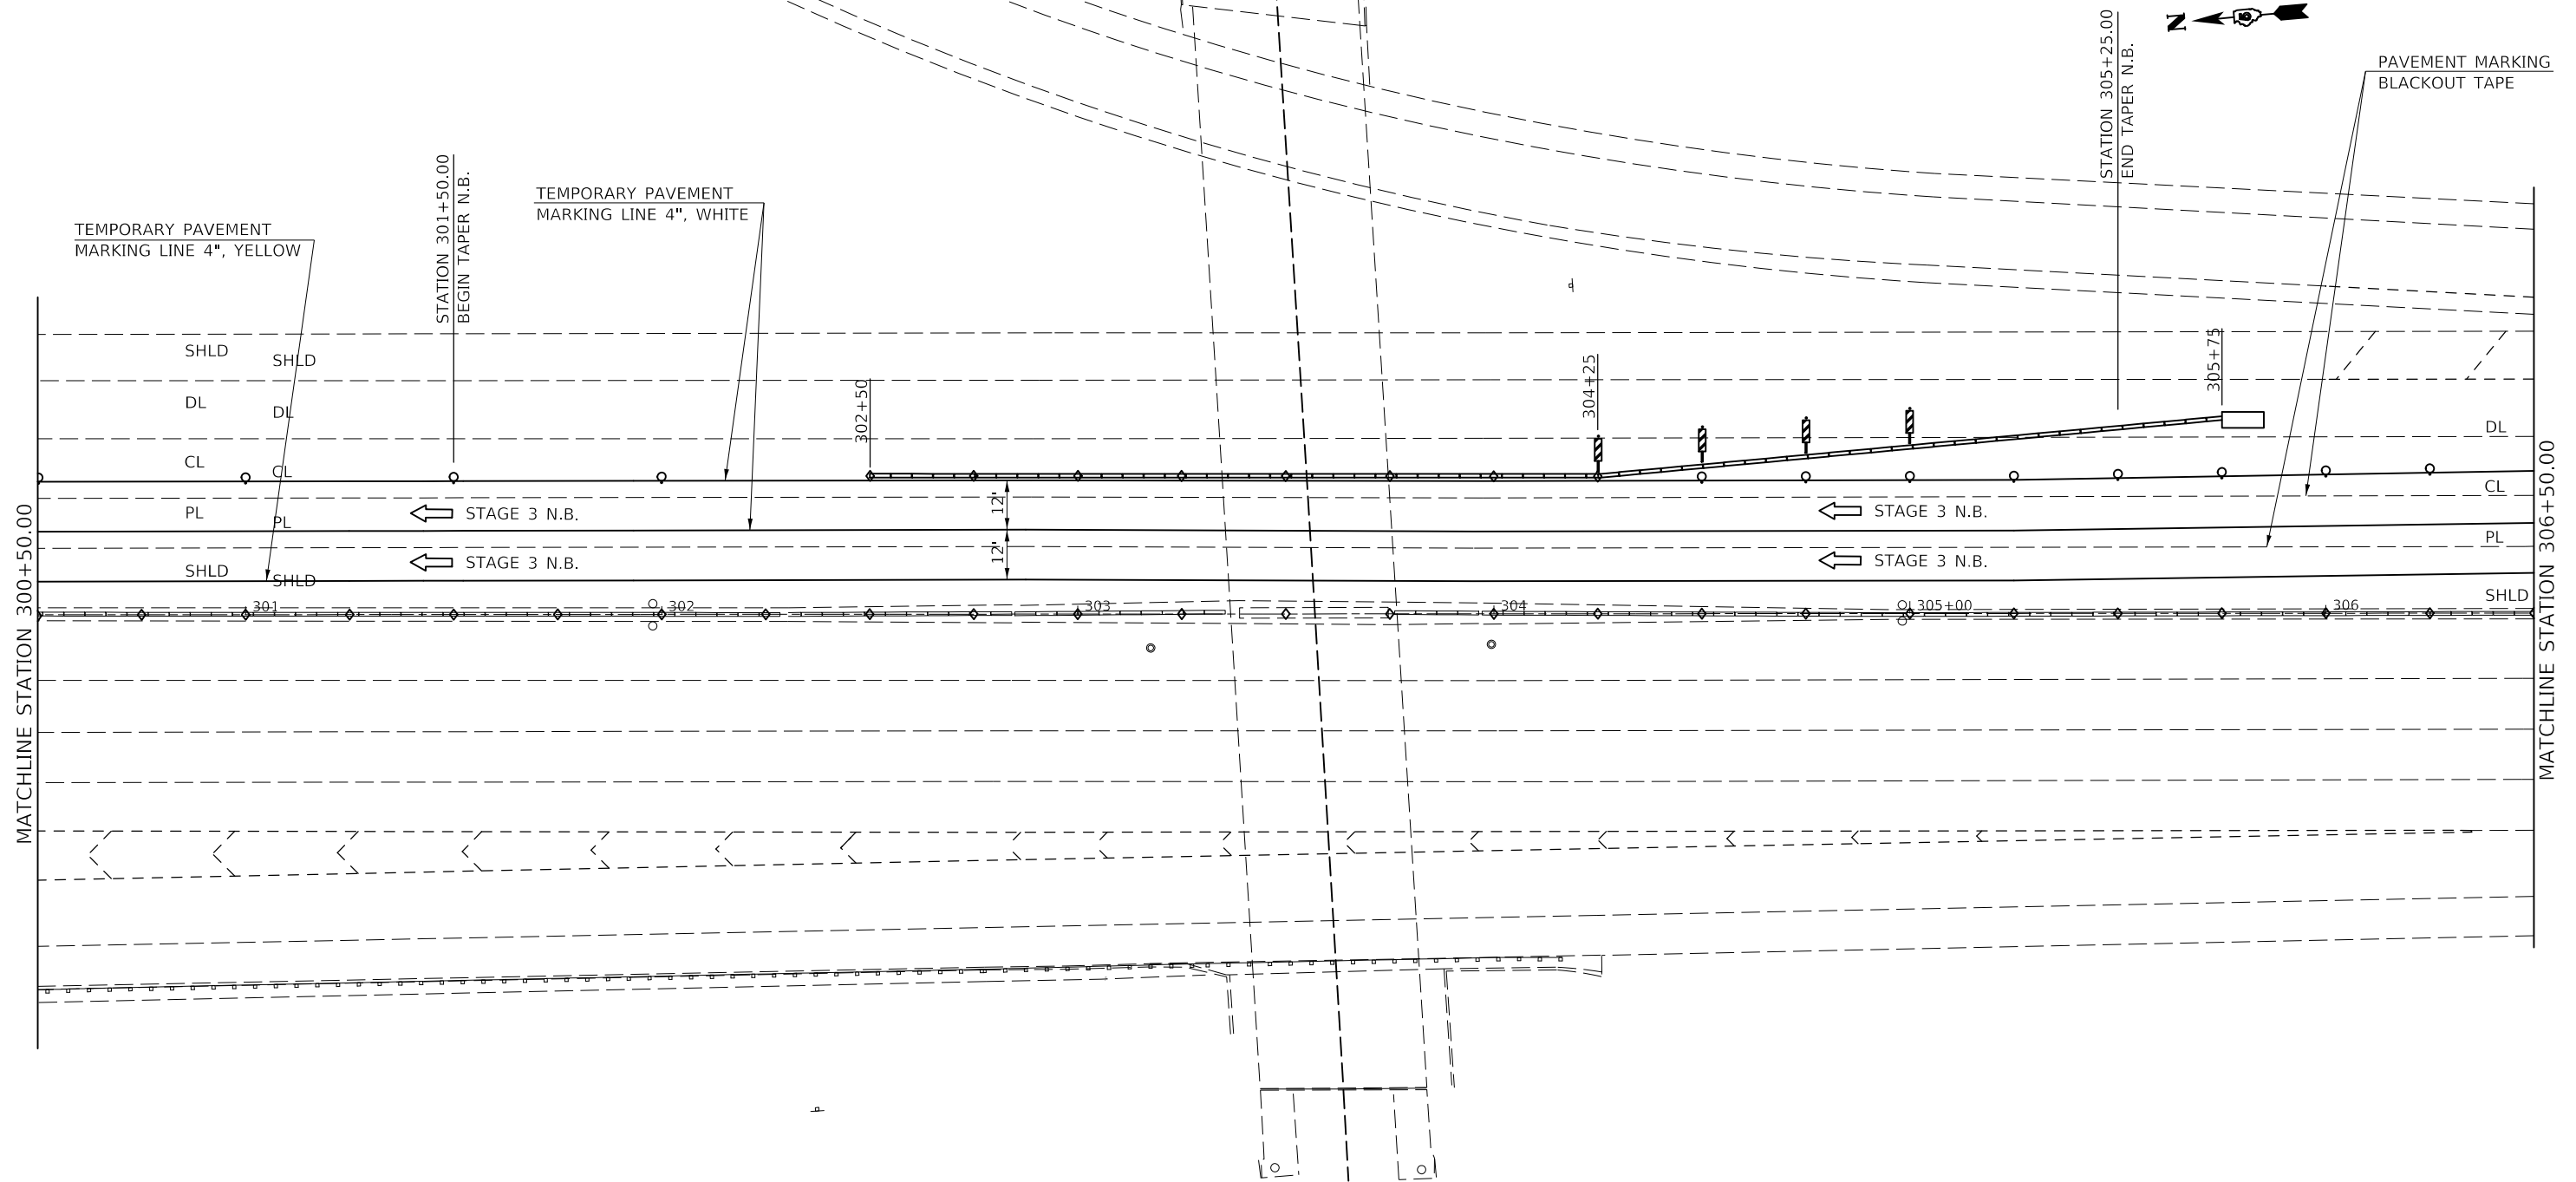 N
PAVEMENT MARKING
BLACKOUT TAPE
STATION 305+25.00
END TAPER N.B.
STATION 301+50.00
BEGIN TAPER N.B.
TEMPORARY PAVEMENT
MARKING LINE 4", WHITE
TEMPORARY PAVEMENT
MARKING LINE 4", YELLOW
SHLD
SHLD
DL
DL
CL
CL
PL
PL
SHLD
SHLD
302+50
304+25
305+75
DL
CL
PL
SHLD
12'
12'
STAGE 3 N.B.
STAGE 3 N.B.
STAGE 3 N.B.
STAGE 3 N.B.
301
302
303
304
305+00
306
MATCHLINE STATION 300+50.00
MATCHLINE STATION 306+50.00